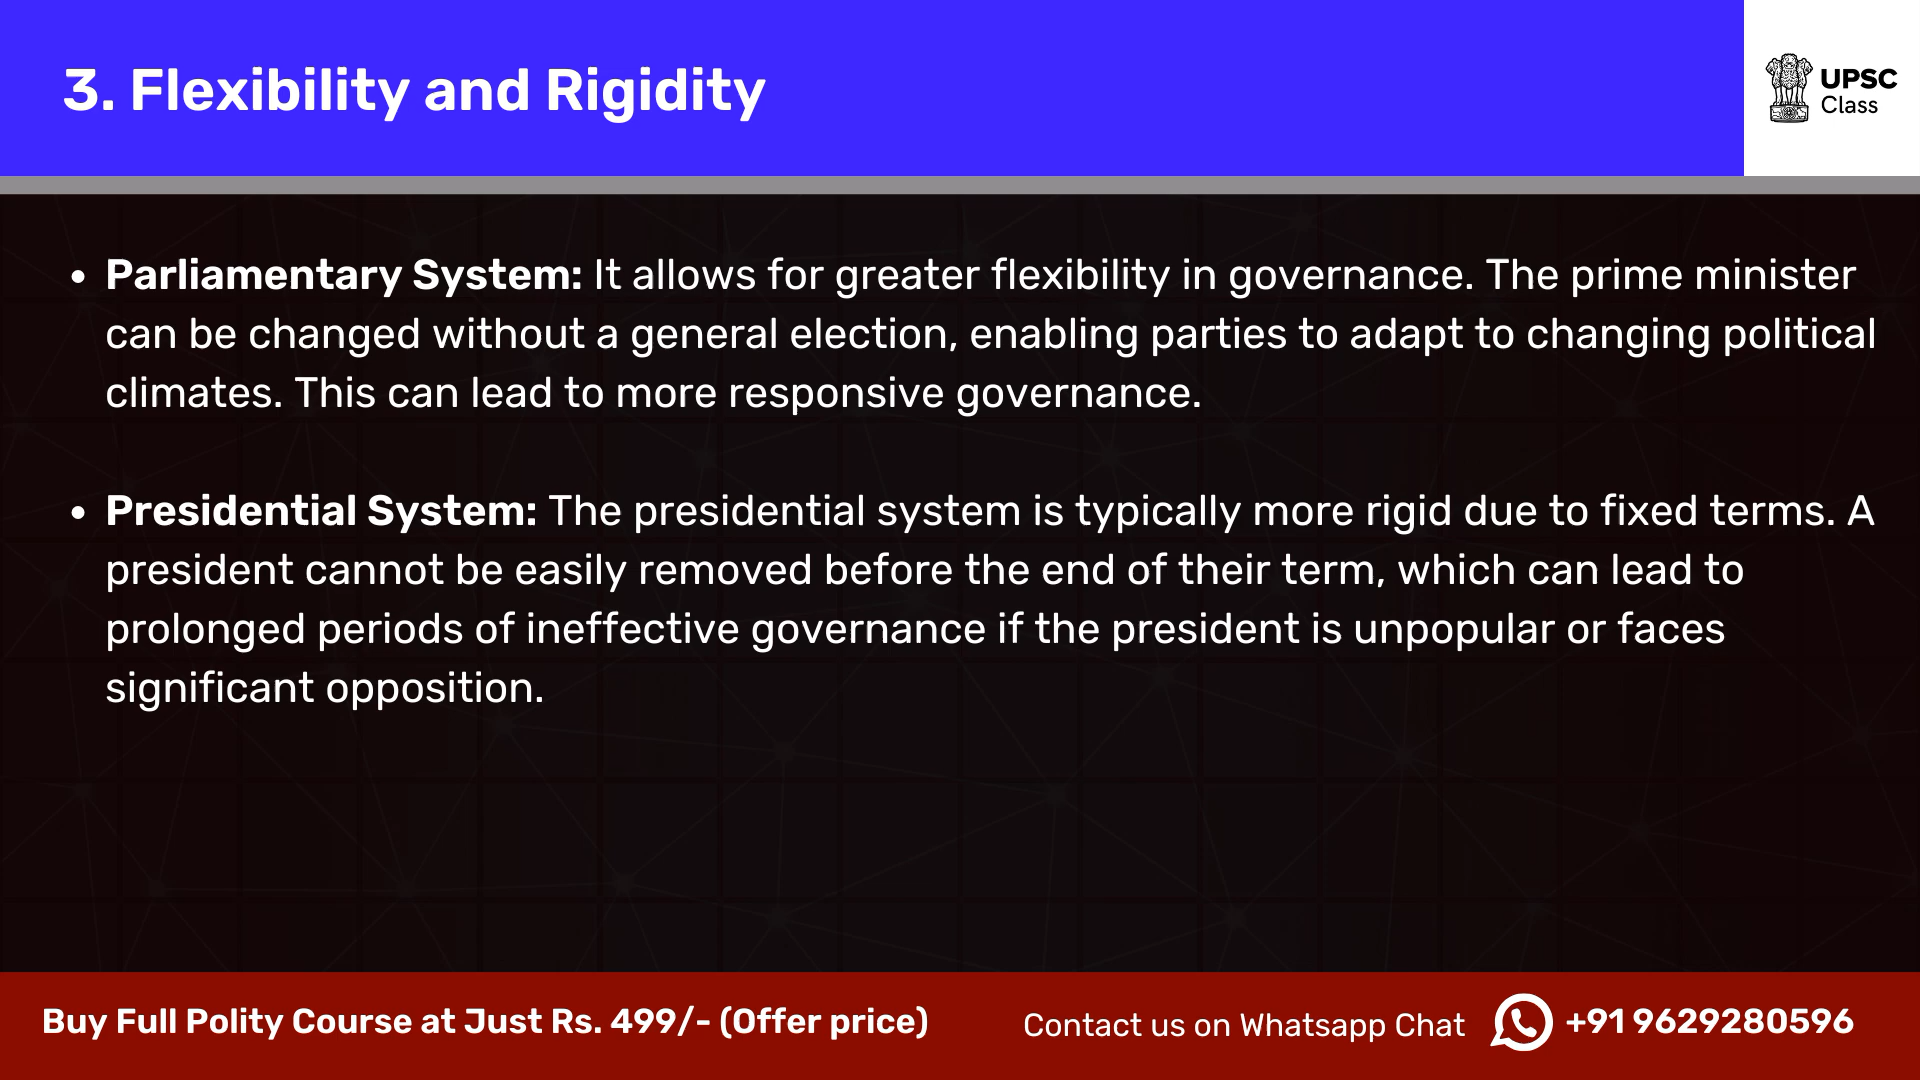 3. Flexibility and Rigidity
UPSC
Class
• Parliamentary System: It allows for greater flexibility in governance. The prime minister
can be changed without a general election, enabling parties to adapt to changing political
climates. This can lead to more responsive governance.
• Presidential System: The presidential system is typically more rigid due to fixed terms. A
president cannot be easily removed before the end of their term, which can lead to
prolonged periods of ineffective governance if the president is unpopular or faces
significant opposition.
Buy Full Polity Course at Just Rs. 499/- (Offer price)
Contact us on Whatsapp Chat
+91 9629280596